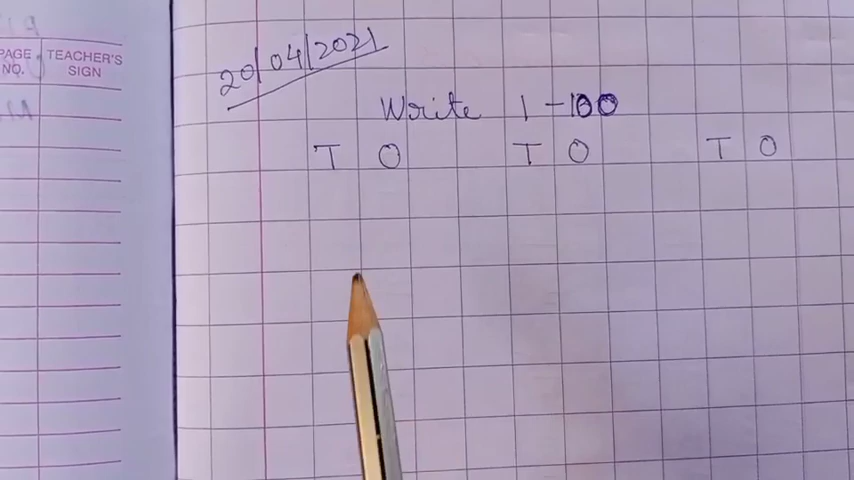 PAGE NO.
TEACHER'S SIGN
20/04/2021
Write 1-100
T O T O T O